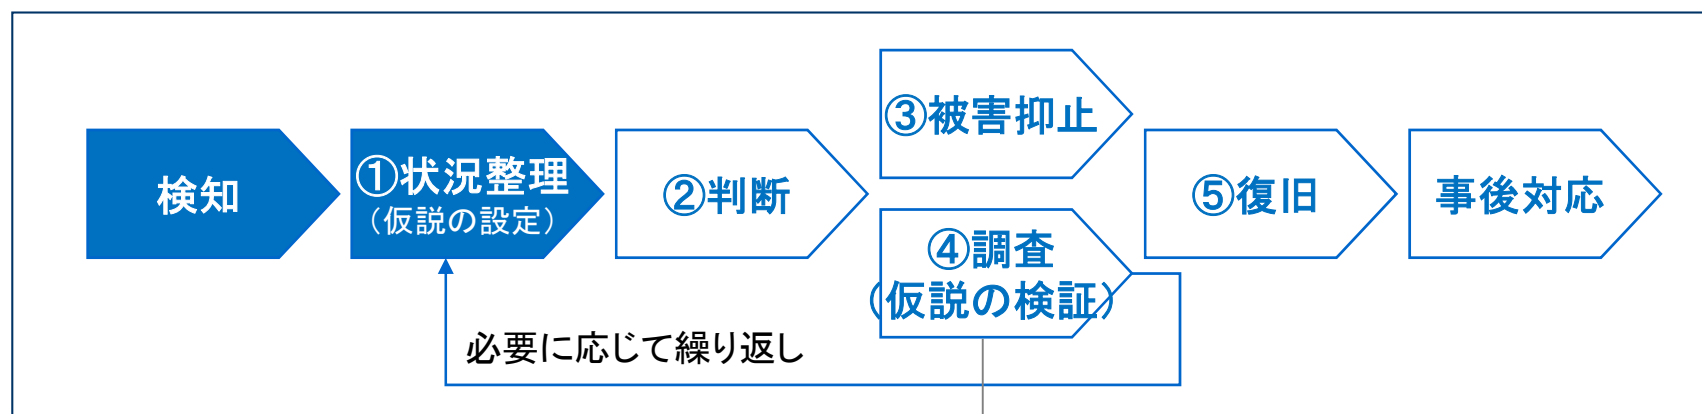 検知
①状況整理
（仮説の設定）
②判断
③被害抑止
④調査
(仮説の検証)
⑤復旧
事後対応
必要に応じて繰り返し